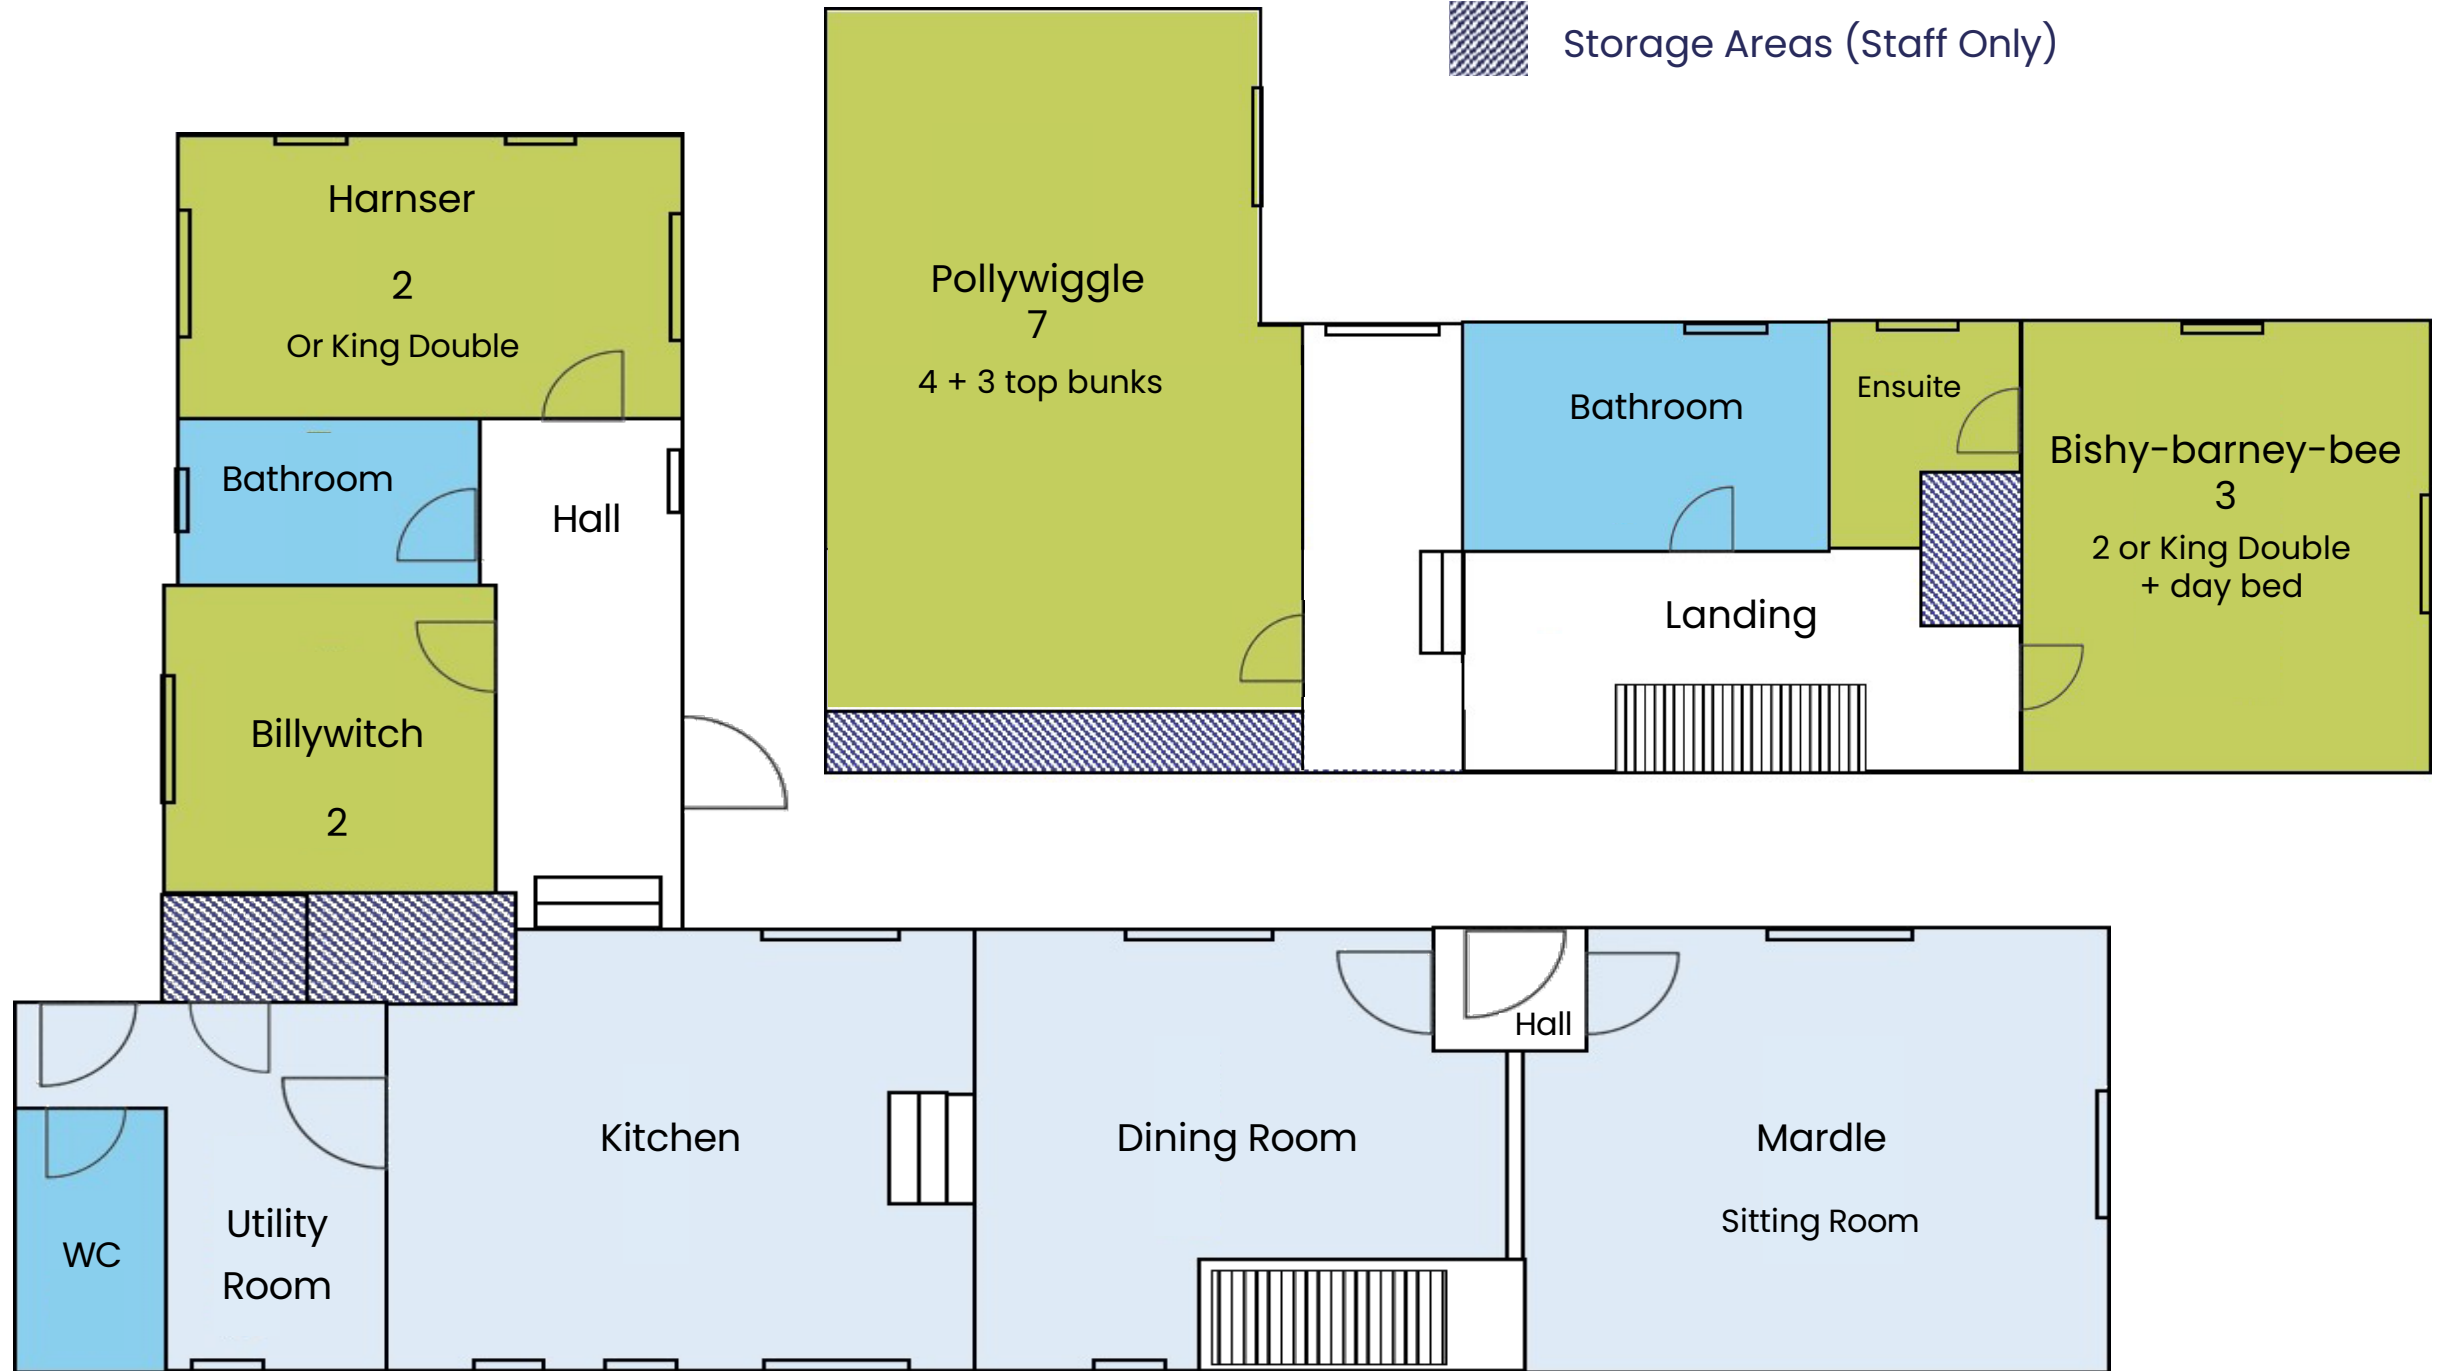 Storage Areas (Staff Only)
Harnser
2
Or King Double
Bathroom
Hall
Billywitch
2
Pollywiggle
7
4 + 3 top bunks
Bathroom
Ensuite
Landing
Bishy-barney-bee
3
2 or King Double
+ day bed
WC
Utility
Room
Kitchen
Dining Room
Hall
Mardle
Sitting Room